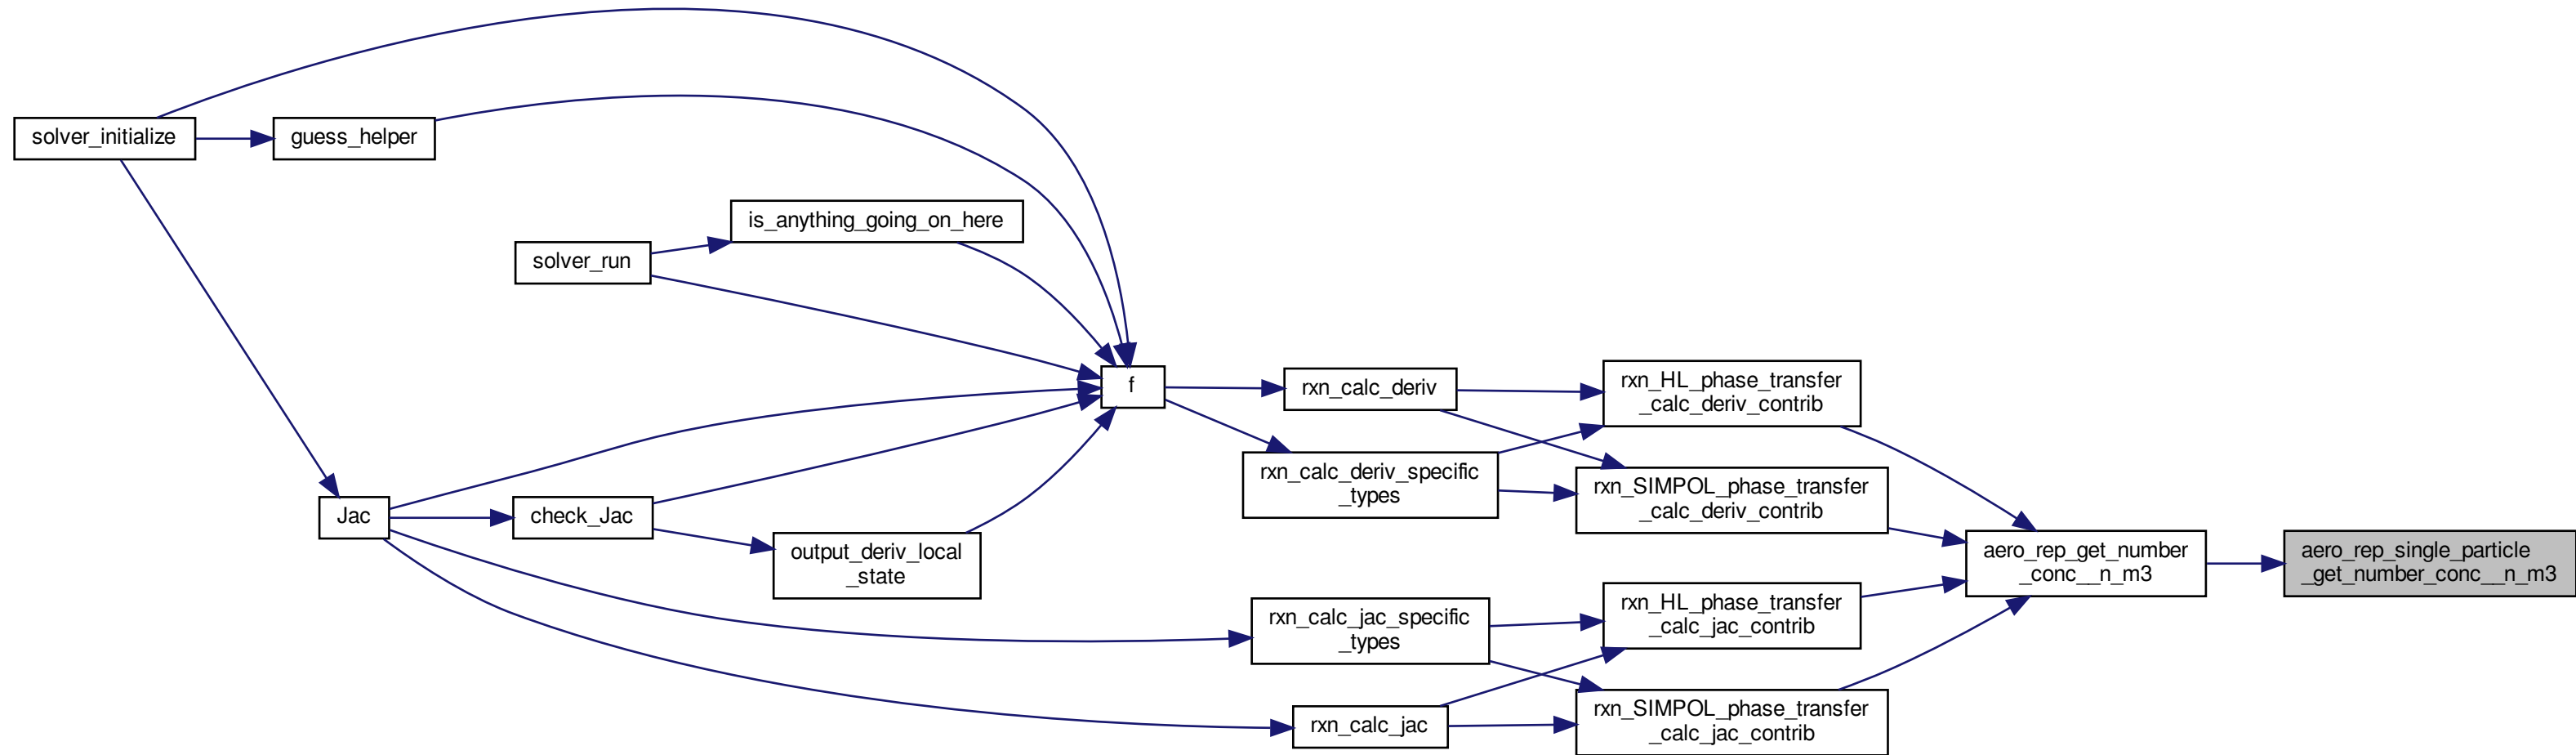 solver_initialize
guess_helper
is_anything_going_on_here
solver_run
f
rxn_calc_deriv
rxn_HL_phase_transfer
_calc_deriv_contrib
rxn_calc_deriv_specific
_types
rxn_SIMPOL_phase_transfer
_calc_deriv_contrib
Jac
check_Jac
output_deriv_local
_state
aero_rep_get_number
_conc__n_m3
aero_rep_single_particle
_get_number_conc__n_m3
rxn_calc_jac_specific
_types
rxn_HL_phase_transfer
_calc_jac_contrib
rxn_calc_jac
rxn_SIMPOL_phase_transfer
_calc_jac_contrib